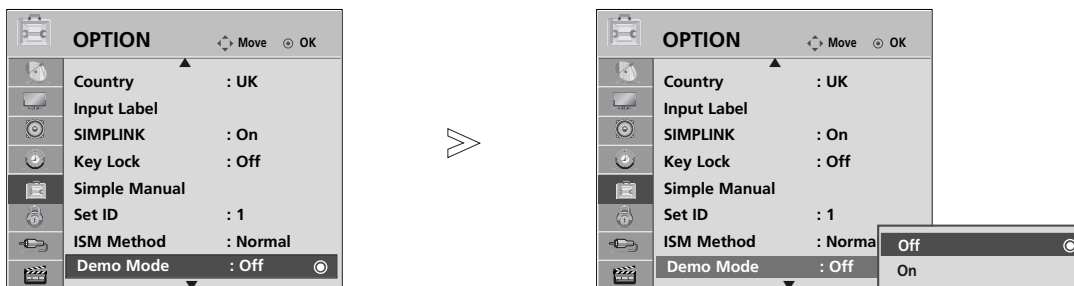 OPTION Move OK
Country : UK
Input Label
SIMPLINK : On
Key Lock : Off
Simple Manual
Set ID : 1
ISM Method : Normal
Demo Mode : Off
OPTION Move OK
Country : UK
Input Label
SIMPLINK : On
Key Lock : Off
Simple Manual
Set ID : 1
ISM Method : Norma
Demo Mode : Off
Off
On